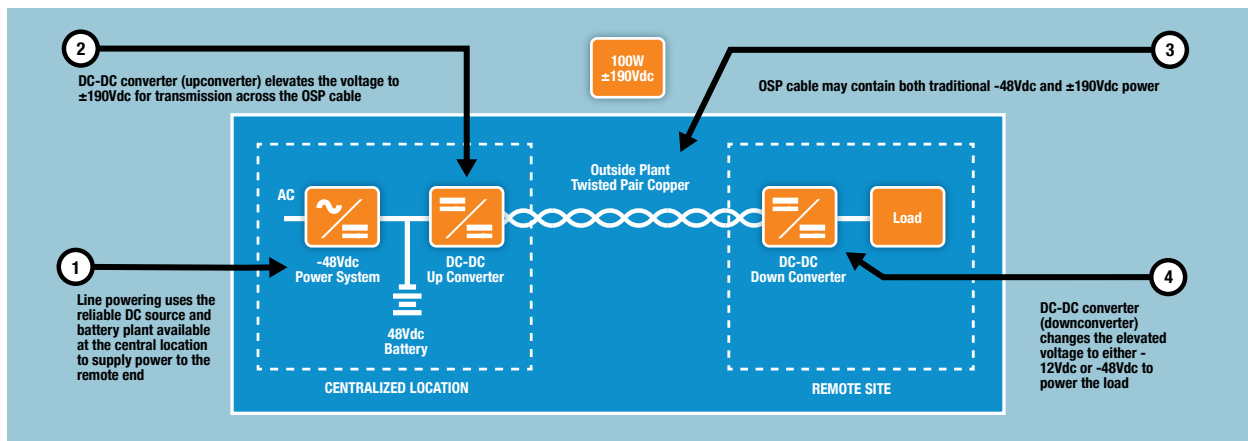 2
DC-DC converter (upconverter) elevates the voltage to
±190Vdc for transmission across the OSP cable
100W
±190Vdc
3
OSP cable may contain both traditional -48Vdc and ±190Vdc power
Outside Plant
Twisted Pair Copper
AC
Load
-48Vdc
Power System
DC-DC
Up Converter
DC-DC
Down Converter
48Vdc
Battery
1
Line powering uses the
reliable DC source and
battery plant available
at the central location
to supply power to the
remote end
4
DC-DC converter
(downconverter)
changes the elevated
voltage to either -
12Vdc or -48Vdc to
power the load
CENTRALIZED LOCATION
REMOTE SITE